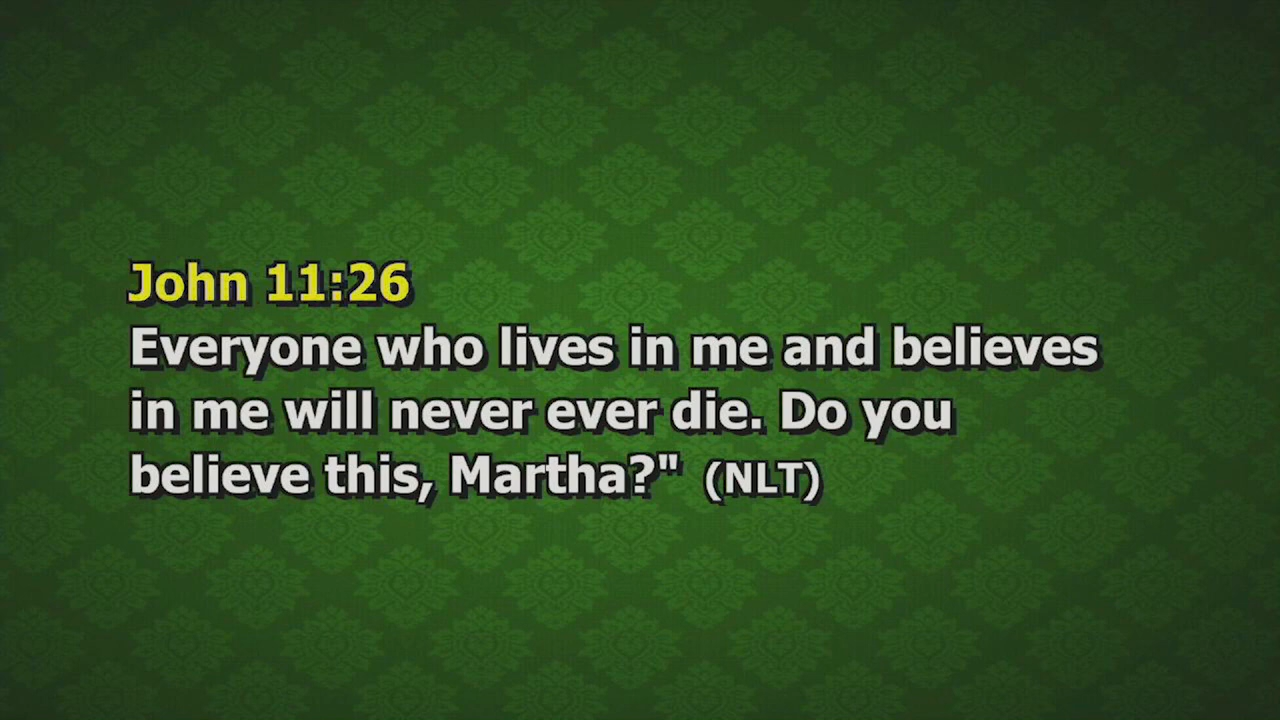 John 11:26
Everyone who lives in me and believes
in me will never ever die. Do you
believe this, Martha?" (NLT)